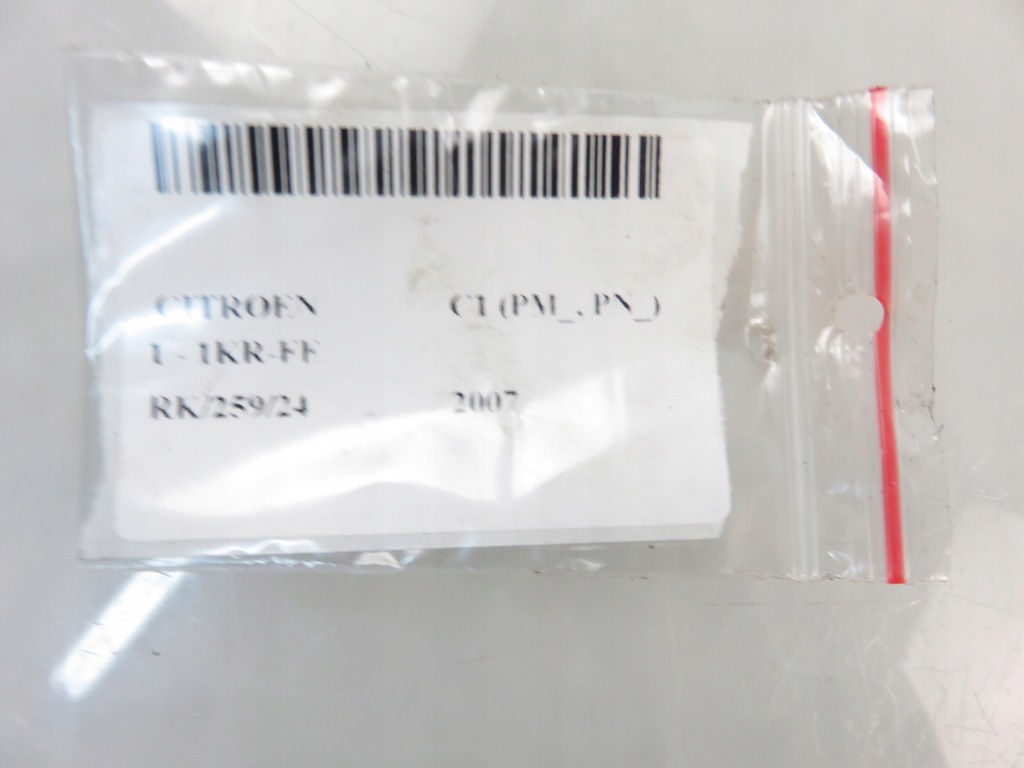 CITROEN C1 (PM_, PN_)
1 - 1KR-FE
RK/259/24 2007